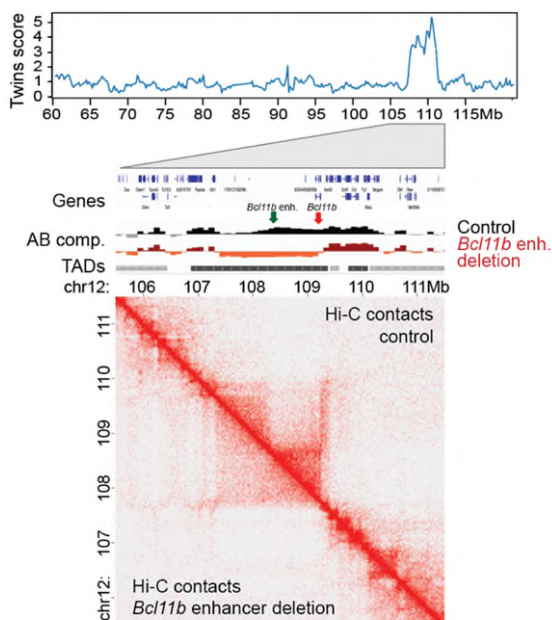 Twins score
5
4
3
2
1
0
60 65 70 75 80 85 90 95 100 105 110 115Mb
Genes
Bcl11b enh. Bcl11b
AB comp.
Control
Bcl11b enh.
deletion
TADs
chr12: 106 107 108 109 110 111Mb
Hi-C contacts
control
111
110
109
108
107
chr12:
Hi-C contacts
Bcl11b enhancer deletion